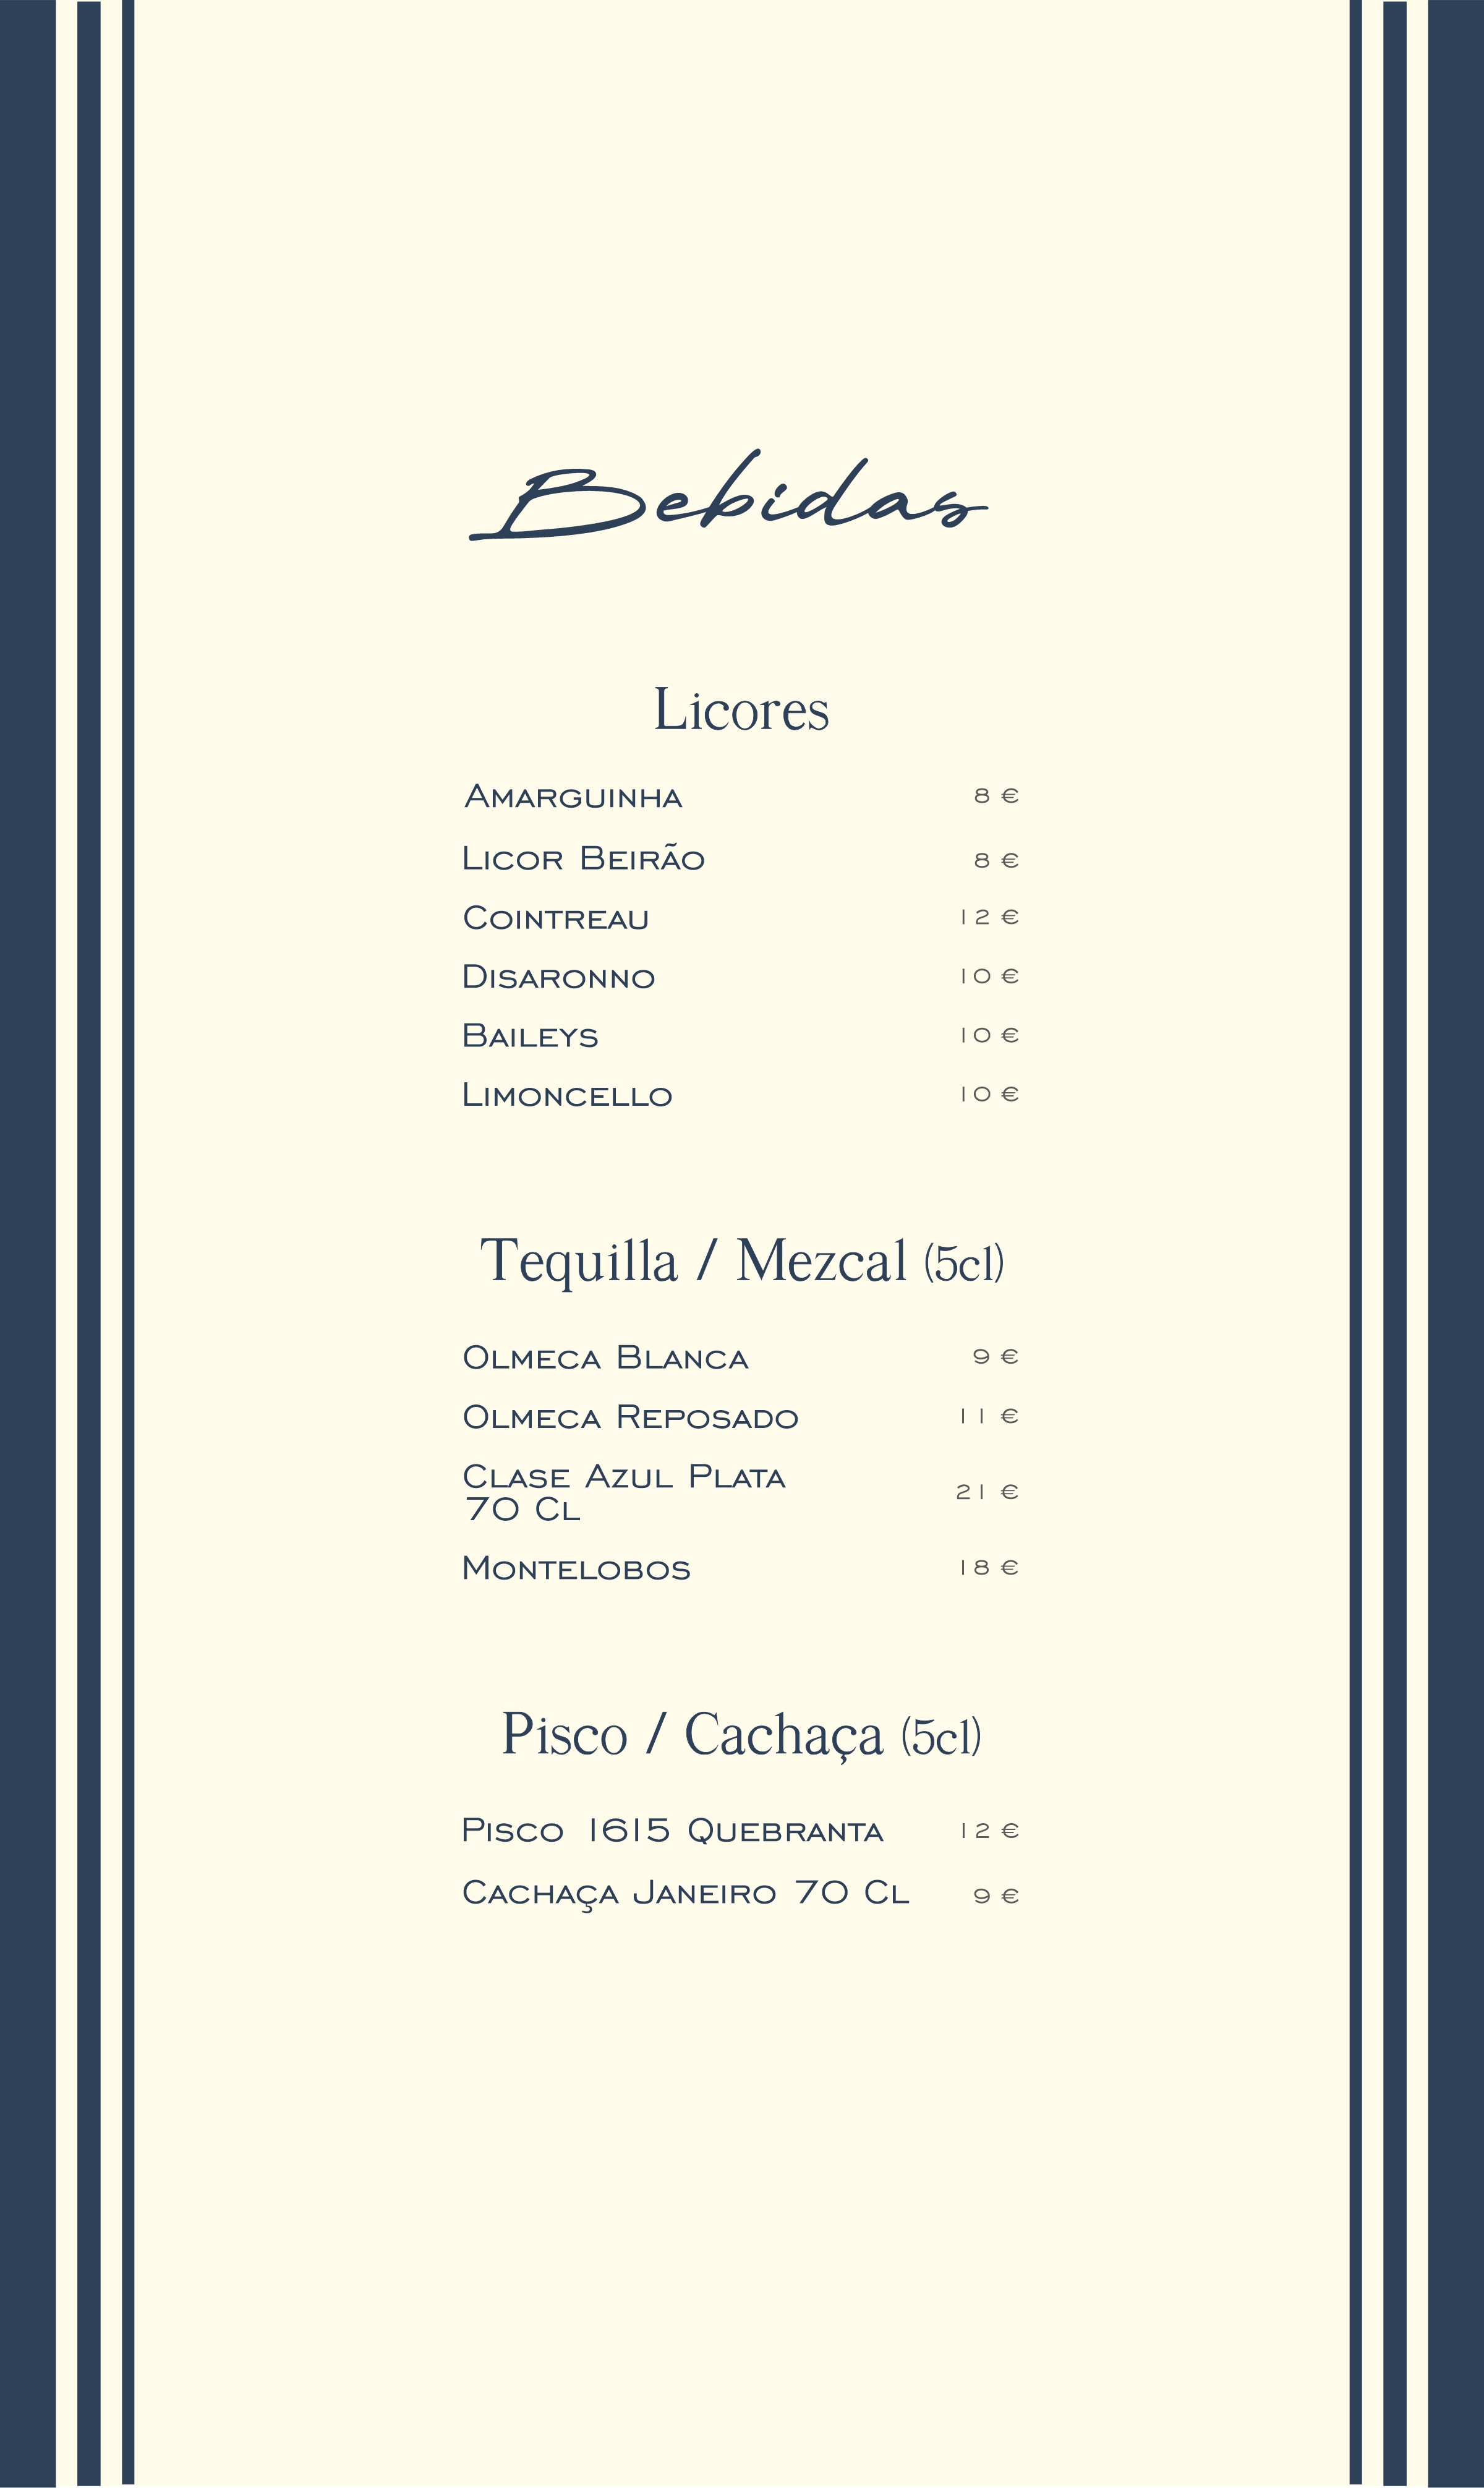 Bebidas
Licores
Amarguinha 8 €
Licor Beirão 8 €
Cointreau 12 €
Disaronno 10 €
Baileys 10 €
Limoncello 10 €
Tequilla / Mezcal (5cl)
Olmeca Blanca 9 €
Olmeca Reposado 11 €
Clase Azul Plata
70 Cl 21 €
Montelobos 18 €
Pisco / Cachaça (5cl)
Pisco 1615 Quebranta 12 €
Cachaça Janeiro 70 Cl 9 €